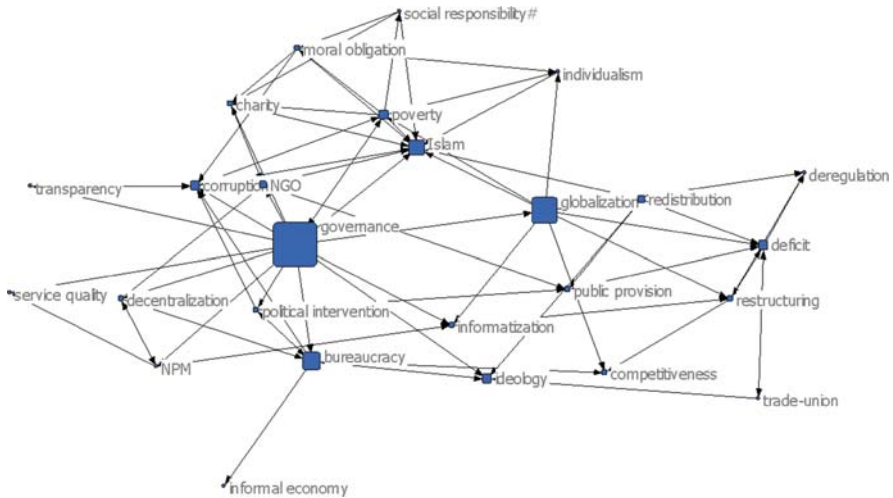 social responsibility#
moral obligation
individualism
charity
poverty
Islam
transparency
corruption
NGO
globalization
redistribution
deregulation
governance
deficit
service quality
decentralization
political intervention
public provision
restructuring
informatization
bureaucracy
NPM
ideology
competitiveness
trade-union
informal economy